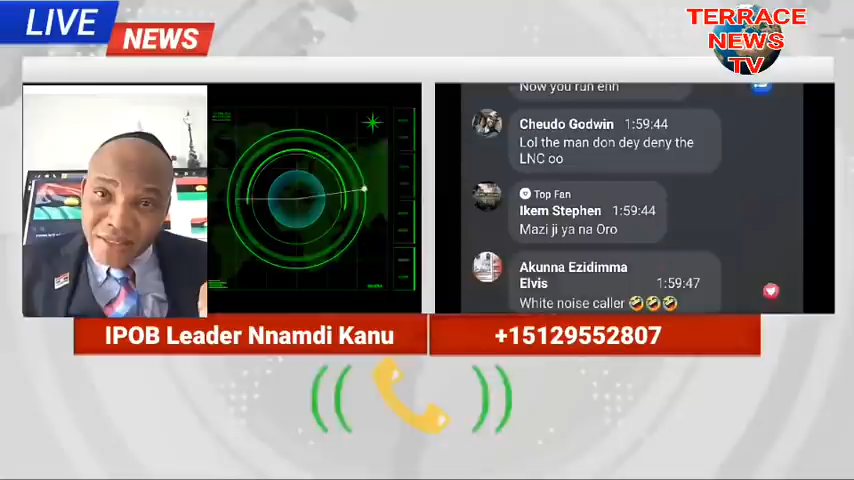 LIVE
NEWS
TERRACE
NEWS
TV
Now you run enh
Cheudo Godwin 1:59:44
Lol the man don dey deny the
LNC oo
Top Fan
Ikem Stephen 1:59:44
Mazi ji ya na Oro
Akunna Ezidimma
Elvis 1:59:47
White noise caller 🤣🤣🤣
IPOB Leader Nnamdi Kanu
+15129552807